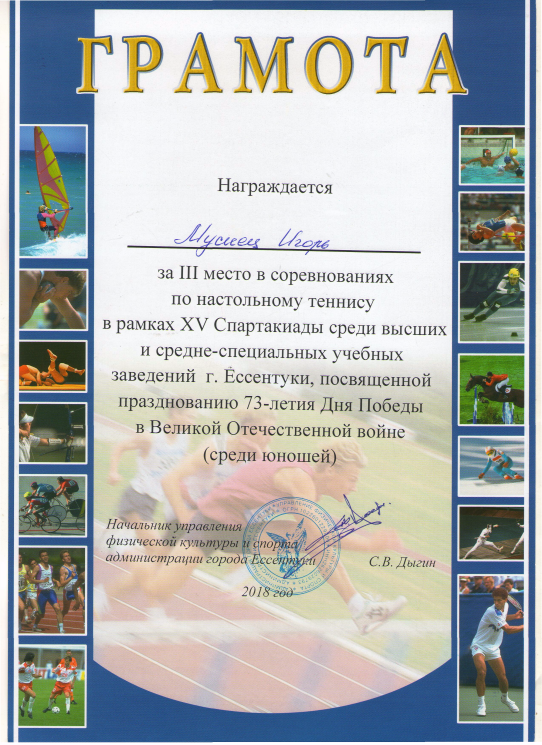 ГРАМОТА
Награждается
Игорь
за III место в соревнованиях
по настольному теннису
в рамках XV Спартакиады среди высших
и средне-специальных учебных
заведений г. Ёссентуки, посвященной
празднованию 73-летия Дня Победы
в Великой Отечественной войне
(среди юношей)
Начальник управления
физической культуры и спорта
администрации города Ессентуки С.В. Дыгин
2018 год